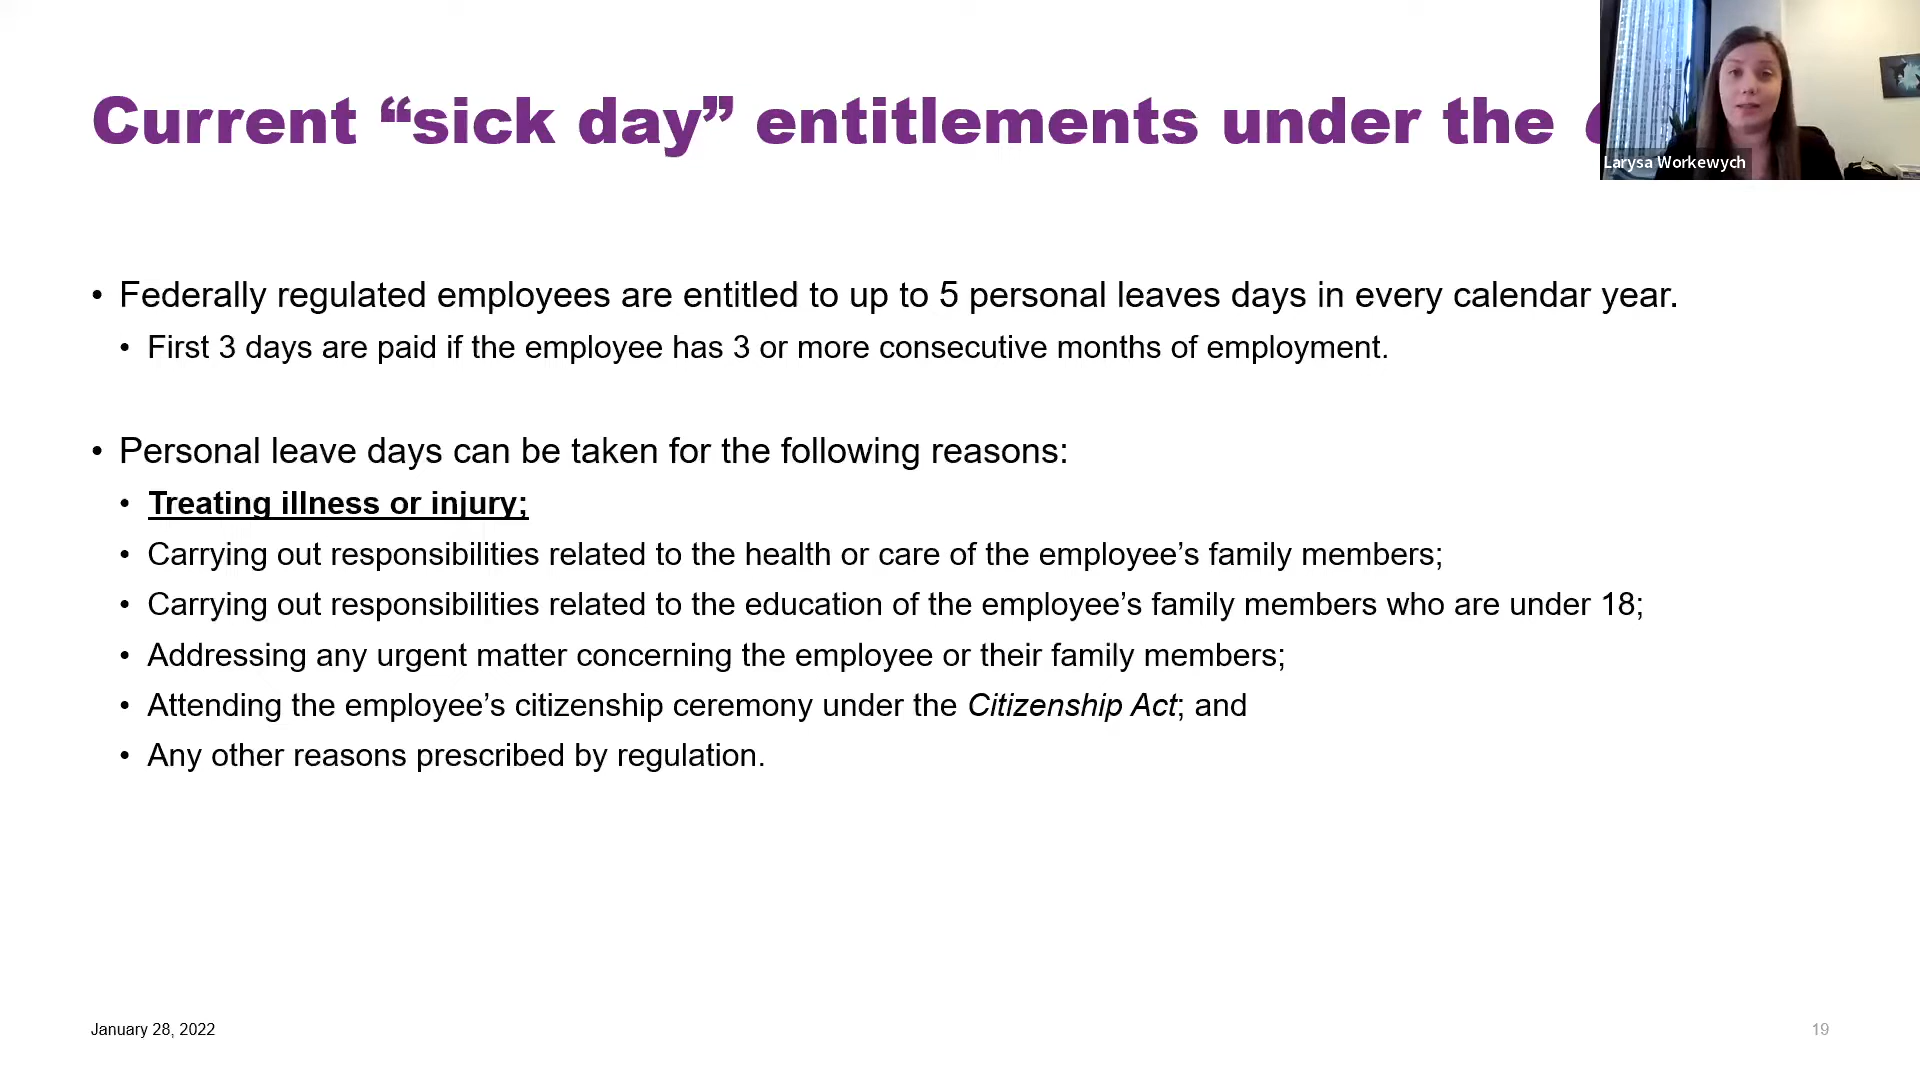 Current “sick day” entitlements under the
Larysa Workewych
• Federally regulated employees are entitled to up to 5 personal leaves days in every calendar year.
• First 3 days are paid if the employee has 3 or more consecutive months of employment.
• Personal leave days can be taken for the following reasons:
• Treating illness or injury;
• Carrying out responsibilities related to the health or care of the employee’s family members;
• Carrying out responsibilities related to the education of the employee’s family members who are under 18;
• Addressing any urgent matter concerning the employee or their family members;
• Attending the employee’s citizenship ceremony under the Citizenship Act; and
• Any other reasons prescribed by regulation.
January 28, 2022
19